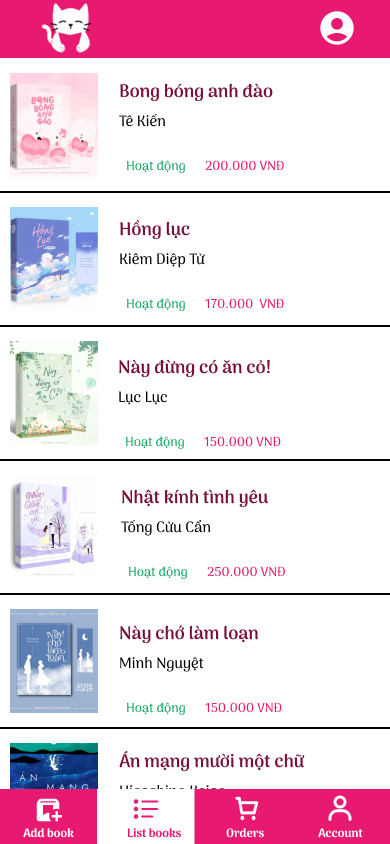 Bong bóng anh đào
Tê Kiến
Hoạt động 200.000 VNĐ
Hồng lục
Kiêm Diệp Tử
Hoạt động 170.000 VNĐ
Này đừng có ăn cỏ!
Lục Lục
Hoạt động 150.000 VNĐ
Nhật kính tình yêu
Tống Cửu Cẩn
Hoạt động 250.000 VNĐ
Này chớ làm loạn
Minh Nguyệt
Hoạt động 150.000 VNĐ
ÁN
MẠNG
Án mạng mười một chữ
Add book
List books
Orders
Account